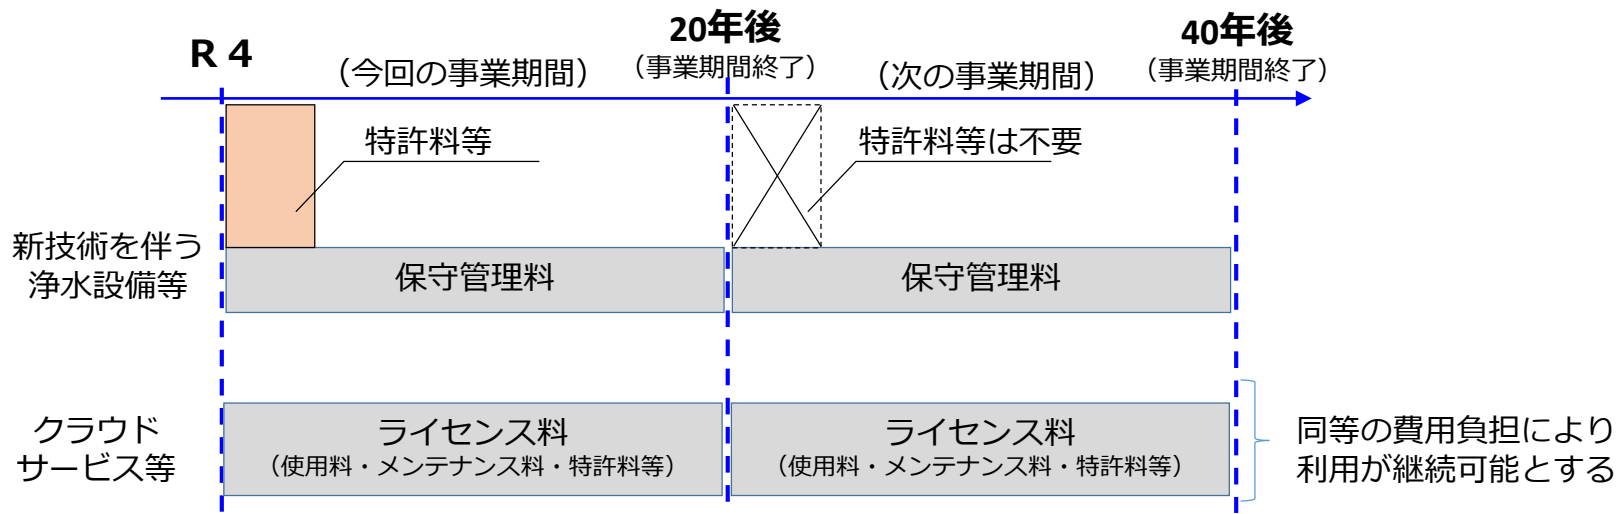 R 4
20年後
40年後
（今回の事業期間）
（事業期間終了）
（次の事業期間）
（事業期間終了）
特許料等
特許料等は不要
新技術を伴う
浄水設備等
保守管理料
保守管理料
クラウド
サービス等
ライセンス料
（使用料・メンテナンス料・特許料等）
ライセンス料
（使用料・メンテナンス料・特許料等）
同等の費用負担により
利用が継続可能とする